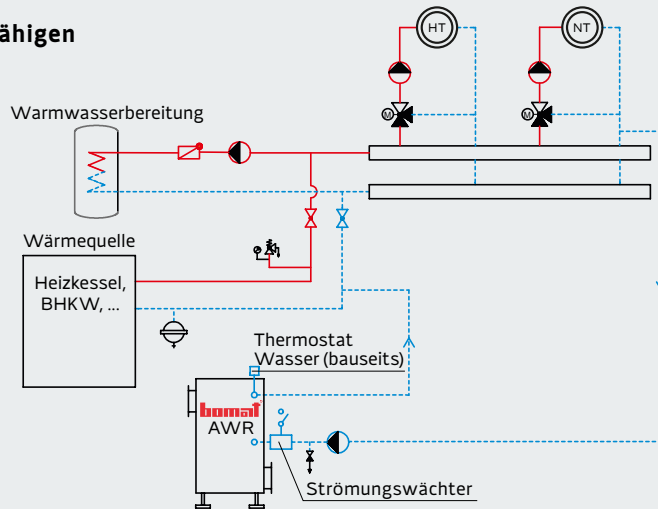 ähigen
HT
NT
M
M
Warmwasserbereitung
Wärmequelle
Heizkessel,
BHKW, ...
Thermostat
Wasser (bauseits)
bomat
AWR
Strömungswächter